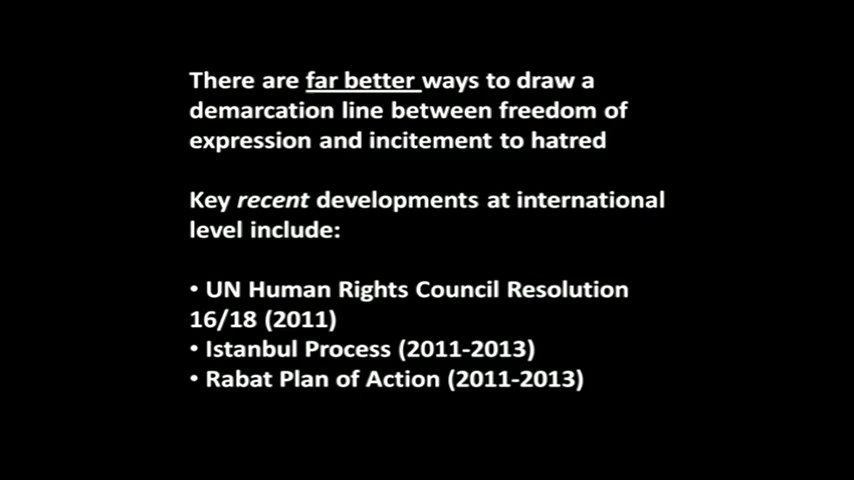 There are far better ways to draw a
demarcation line between freedom of
expression and incitement to hatred
Key recent developments at international
level include:
• UN Human Rights Council Resolution
16/18 (2011)
• Istanbul Process (2011-2013)
• Rabat Plan of Action (2011-2013)